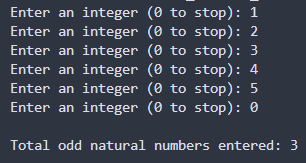 Enter an integer (0 to stop): 1
Enter an integer (0 to stop): 2
Enter an integer (0 to stop): 3
Enter an integer (0 to stop): 4
Enter an integer (0 to stop): 5
Enter an integer (0 to stop): 0
Total odd natural numbers entered: 3